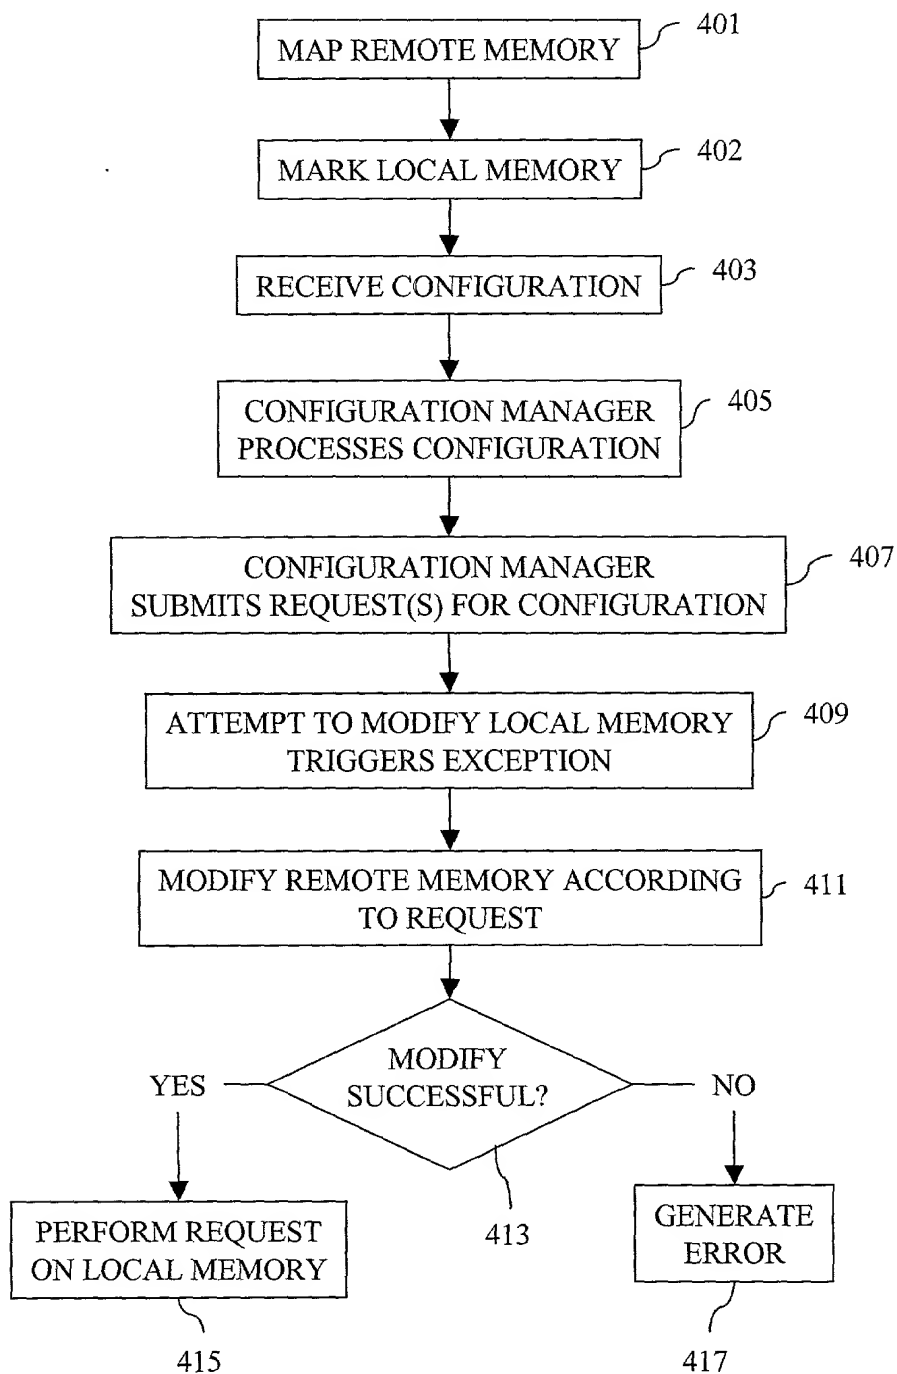 MAP REMOTE MEMORY
401
MARK LOCAL MEMORY
402
RECEIVE CONFIGURATION
403
CONFIGURATION MANAGER
PROCESSES CONFIGURATION
405
CONFIGURATION MANAGER
SUBMITS REQUEST(S) FOR CONFIGURATION
407
ATTEMPT TO MODIFY LOCAL MEMORY
TRIGGERS EXCEPTION
409
MODIFY REMOTE MEMORY ACCORDING
TO REQUEST
411
MODIFY
SUCCESSFUL?
413
YES
NO
PERFORM REQUEST
ON LOCAL MEMORY
415
GENERATE
ERROR
417